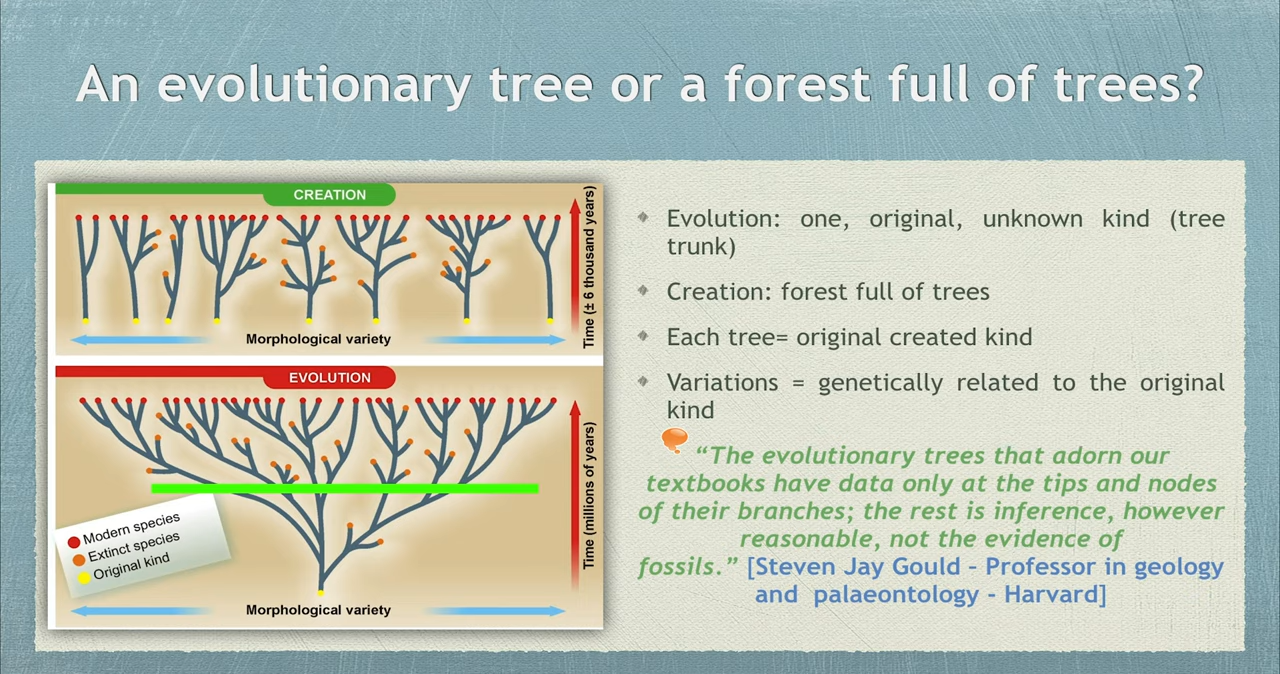 An evolutionary tree or a forest full of trees?
CREATION
Time (± 6 thousand years)
Morphological variety
EVOLUTION
Time (millions of years)
Modern species
Extinct species
Original kind
Morphological variety
Evolution: one, original, unknown kind (tree
trunk)
Creation: forest full of trees
Each tree= original created kind
Variations = genetically related to the original
kind
“The evolutionary trees that adorn our
textbooks have data only at the tips and nodes
of their branches; the rest is inference, however
reasonable, not the evidence of
fossils.” [Steven Jay Gould – Professor in geology
and palaeontology - Harvard]